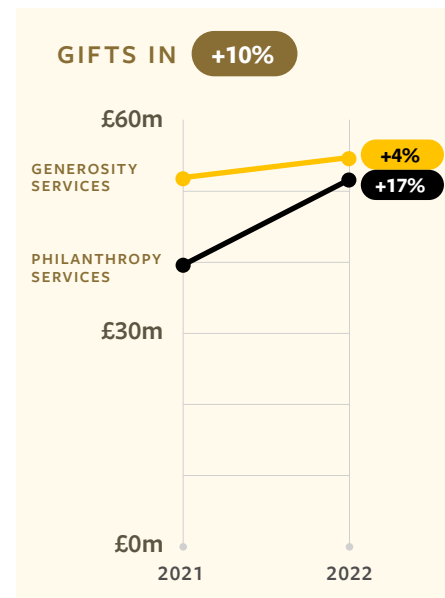 GIFTS IN +10%
£60m
GENEROSITY
SERVICES
+4%
+17%
PHILANTHROPY
SERVICES
£30m
£0m
2021 2022